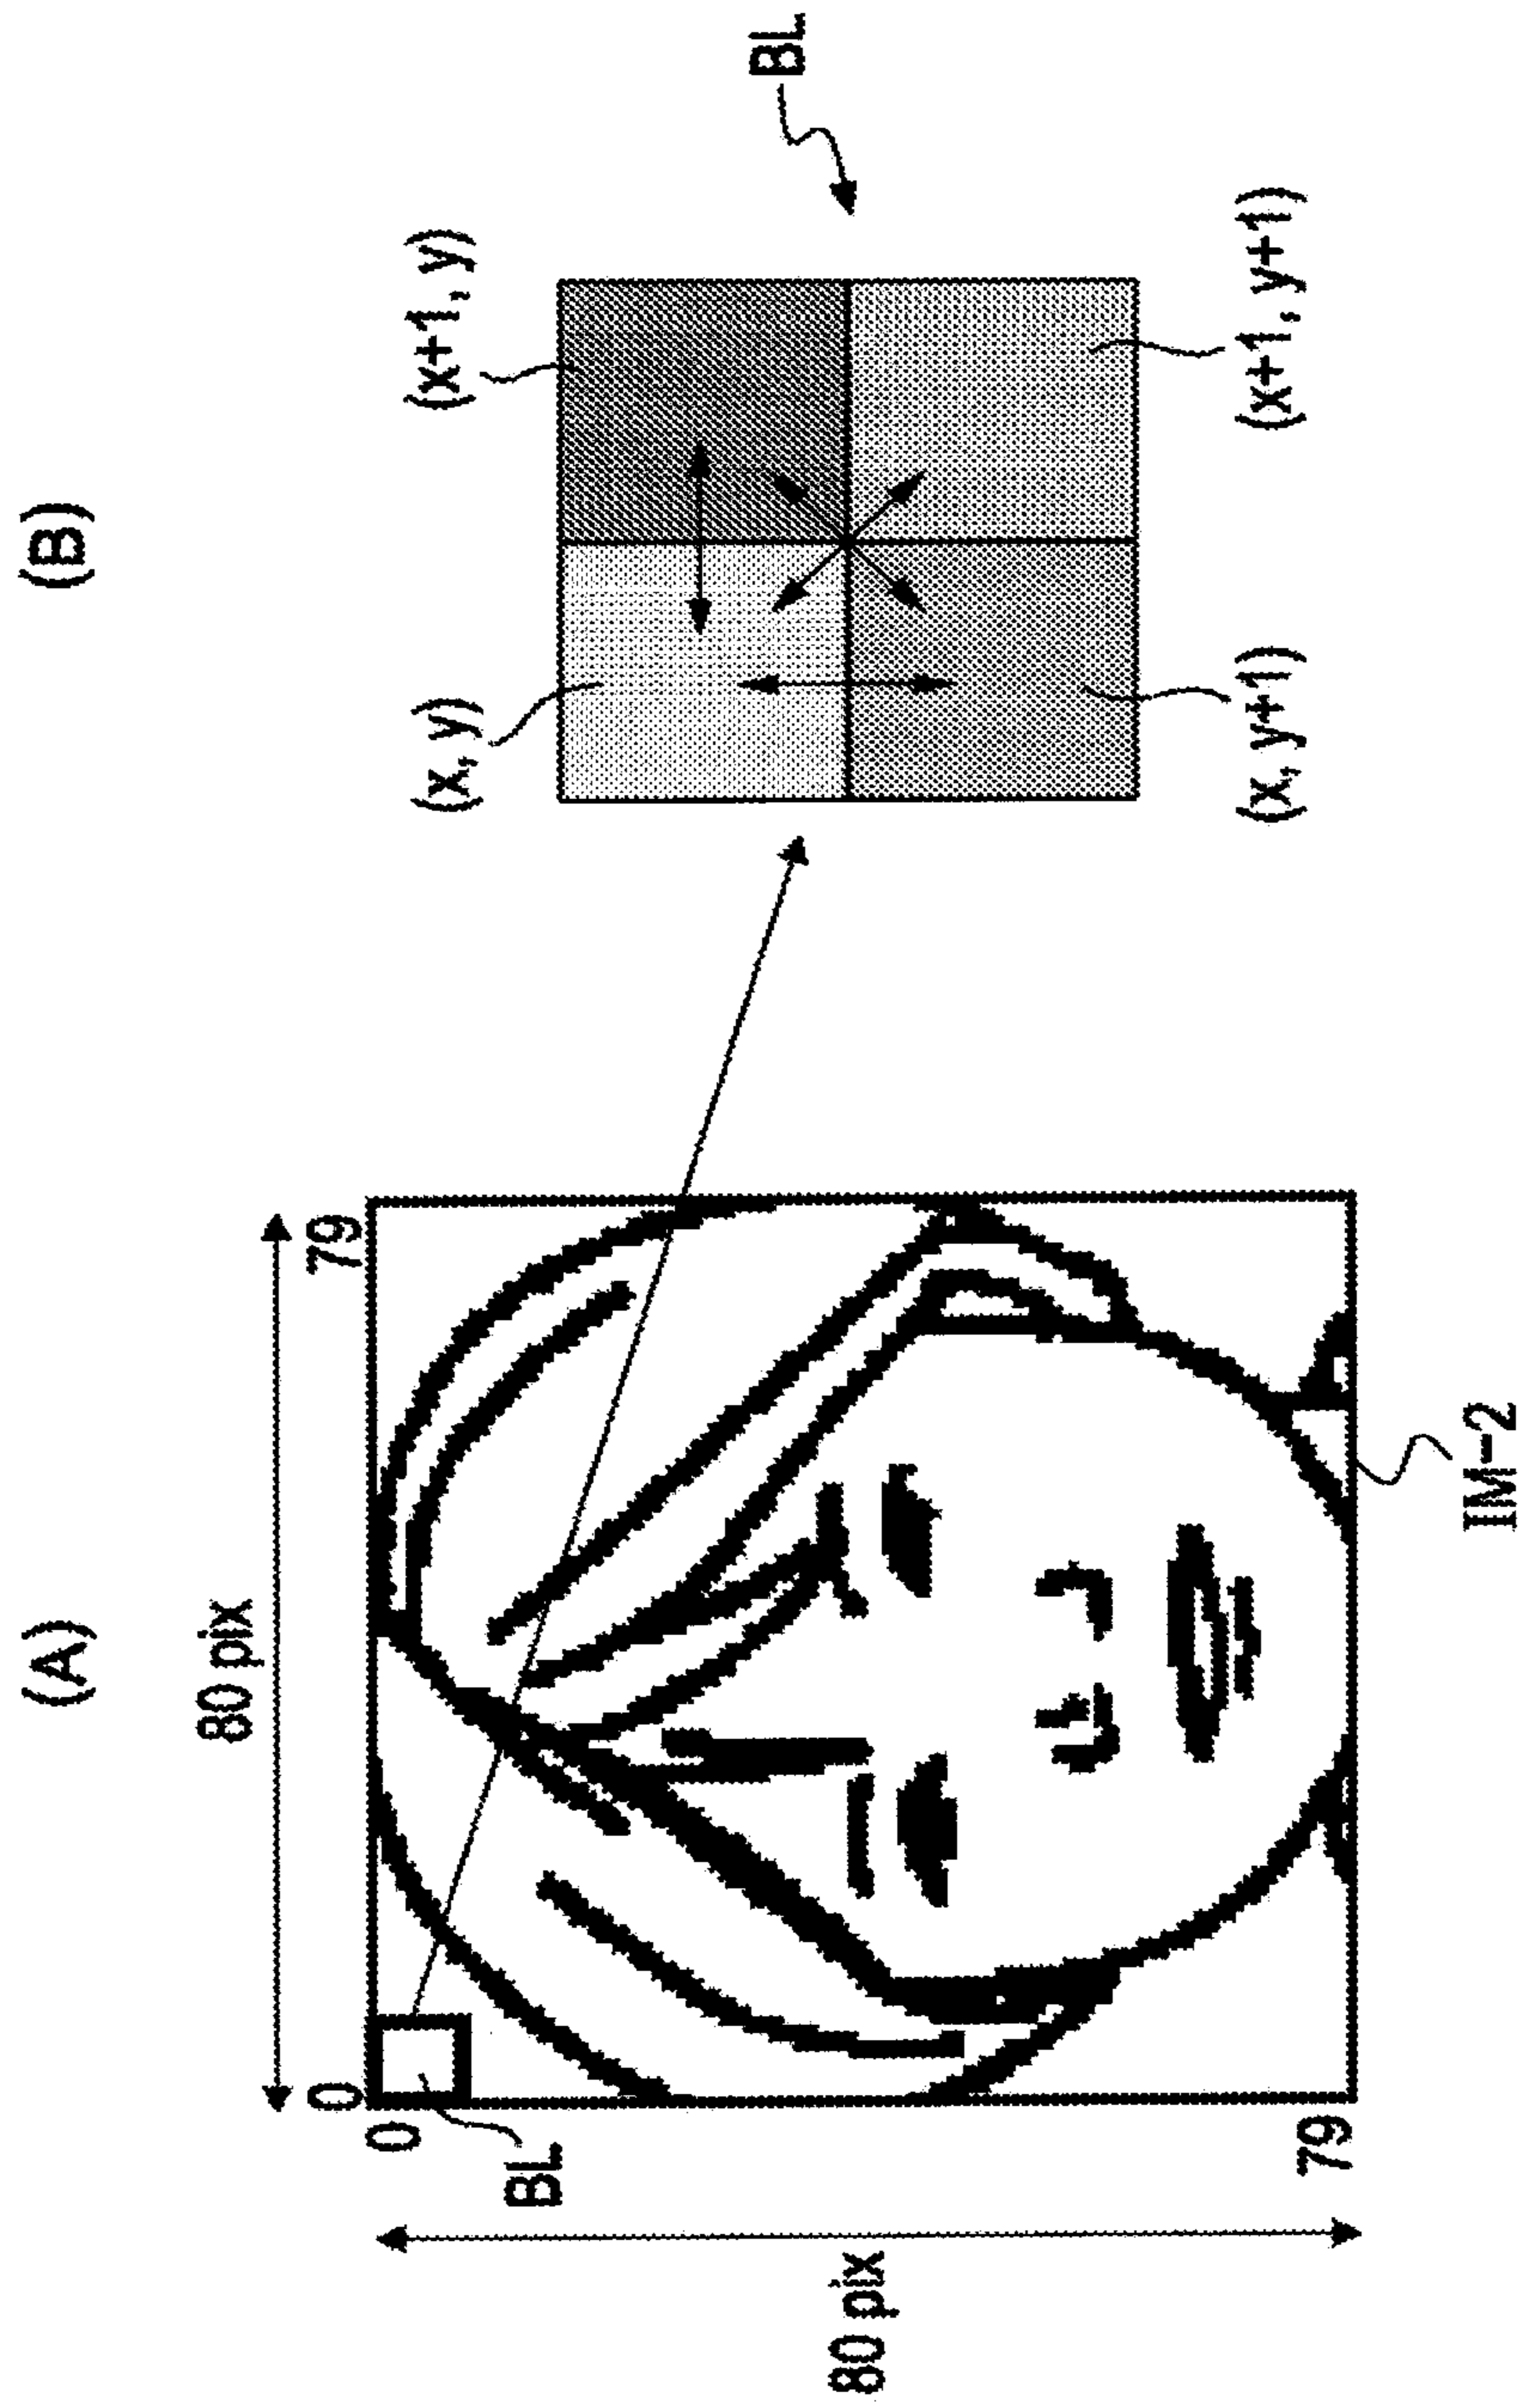 (A)
80 pix
0
79
0
BL
79
80 pix
IM-2
(B)
(x, y)
(x+1, y)
BL
(x, y+1)
(x+1, y+1)